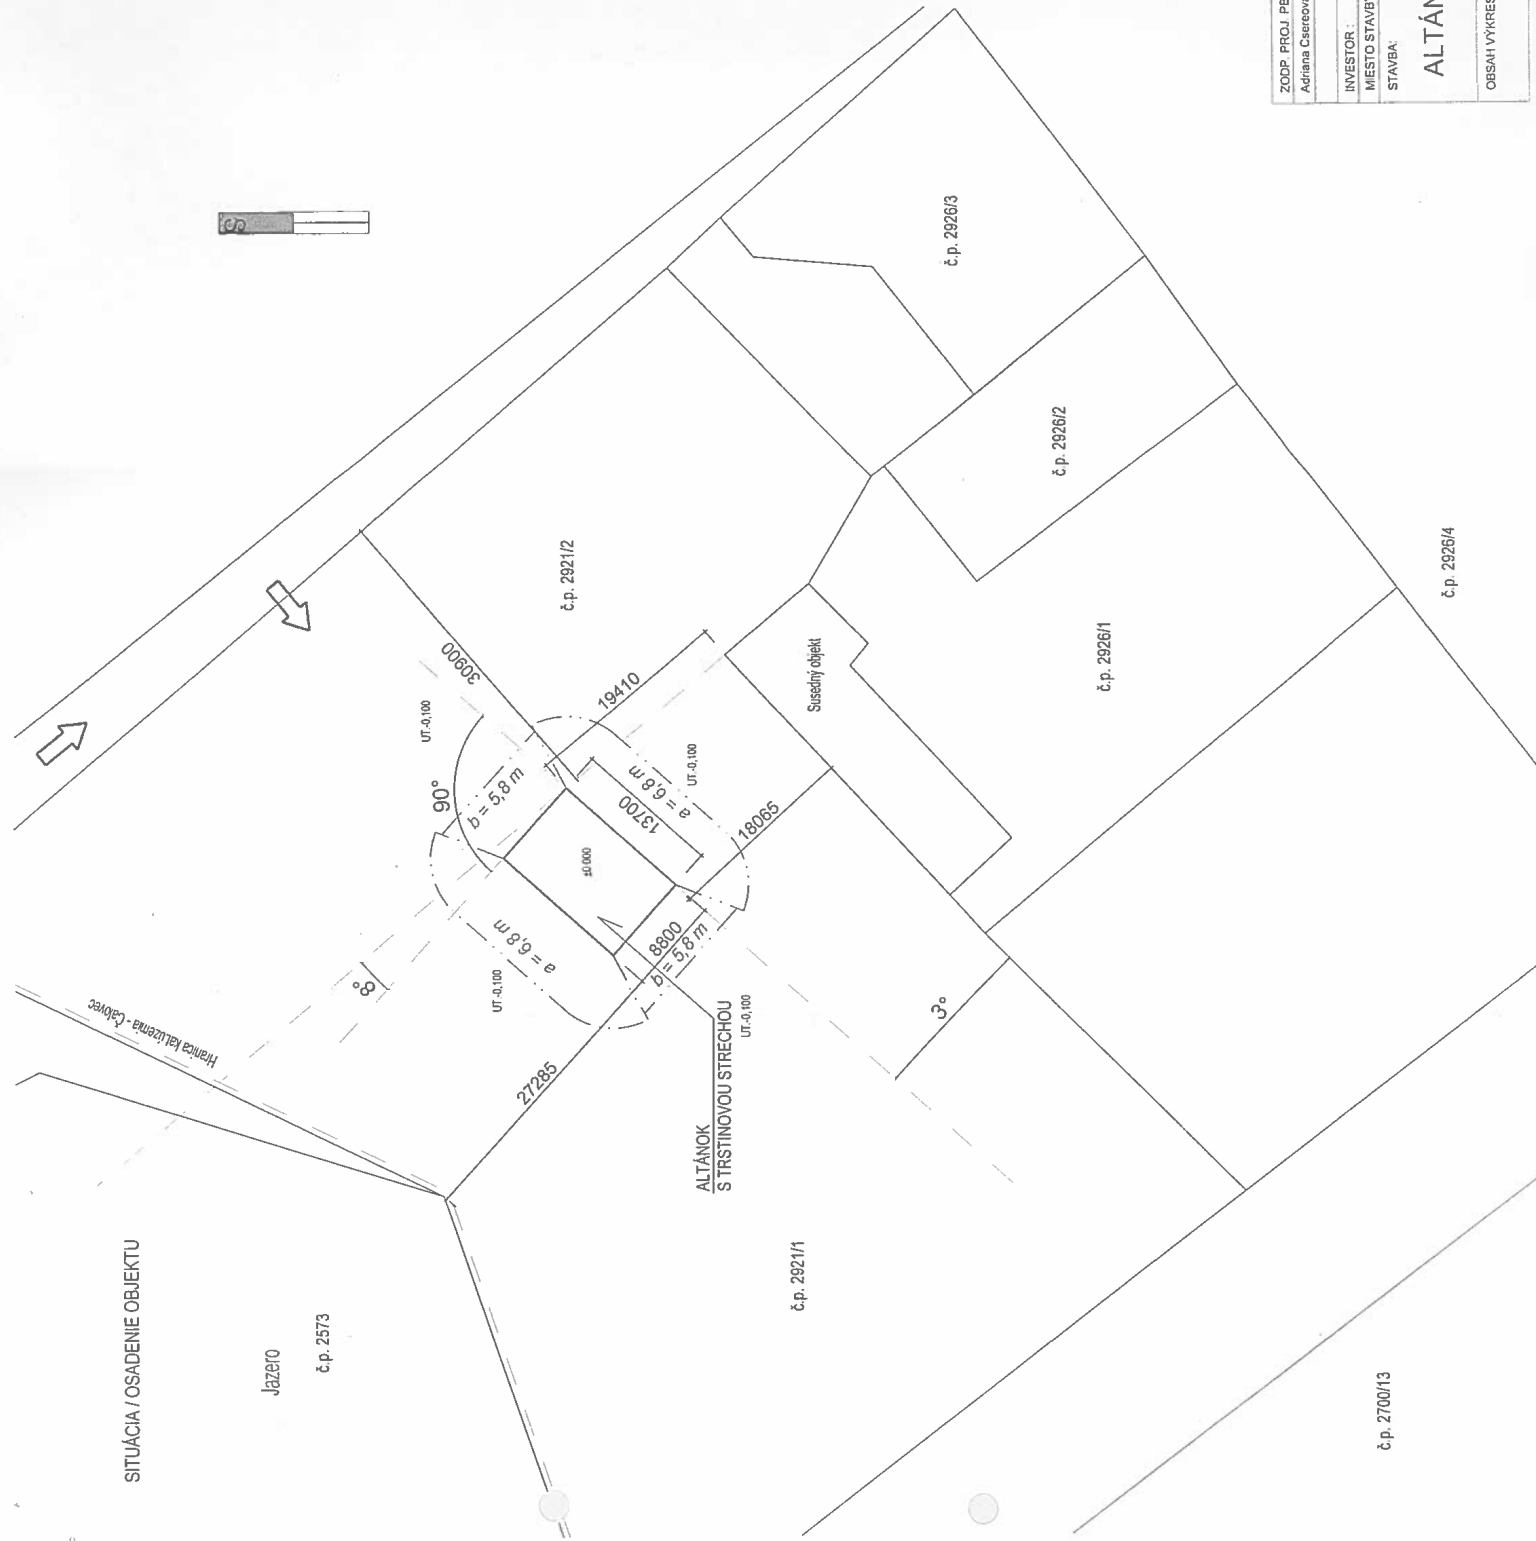 SITUÁCIA / OSADENIE OBJEKTU
Jazero
č.p. 2573
Hranica kat.územia - Čalovec
S
8°
90°
30900
UT.-0,100
b = 5,8 m
19410
a = 6,8 m
UT.-0,100
13700
±0.000
18065
a = 6,8 m
UT.-0,100
8800
b = 5,8 m
27285
ALTÁNOK
S TRSTINOVOU STRECHOU
UT.-0,100
3°
č.p. 2921/2
č.p. 2921/1
Susedný objekt
č.p. 2926/3
č.p. 2926/2
č.p. 2926/1
č.p. 2926/4
č.p. 2700/13
ZODP. PROJ. PE
Adriana Csereova
INVESTOR :
MIESTO STAVBY
STAVBA:
ALTÁN
OBSAH VÝKRES